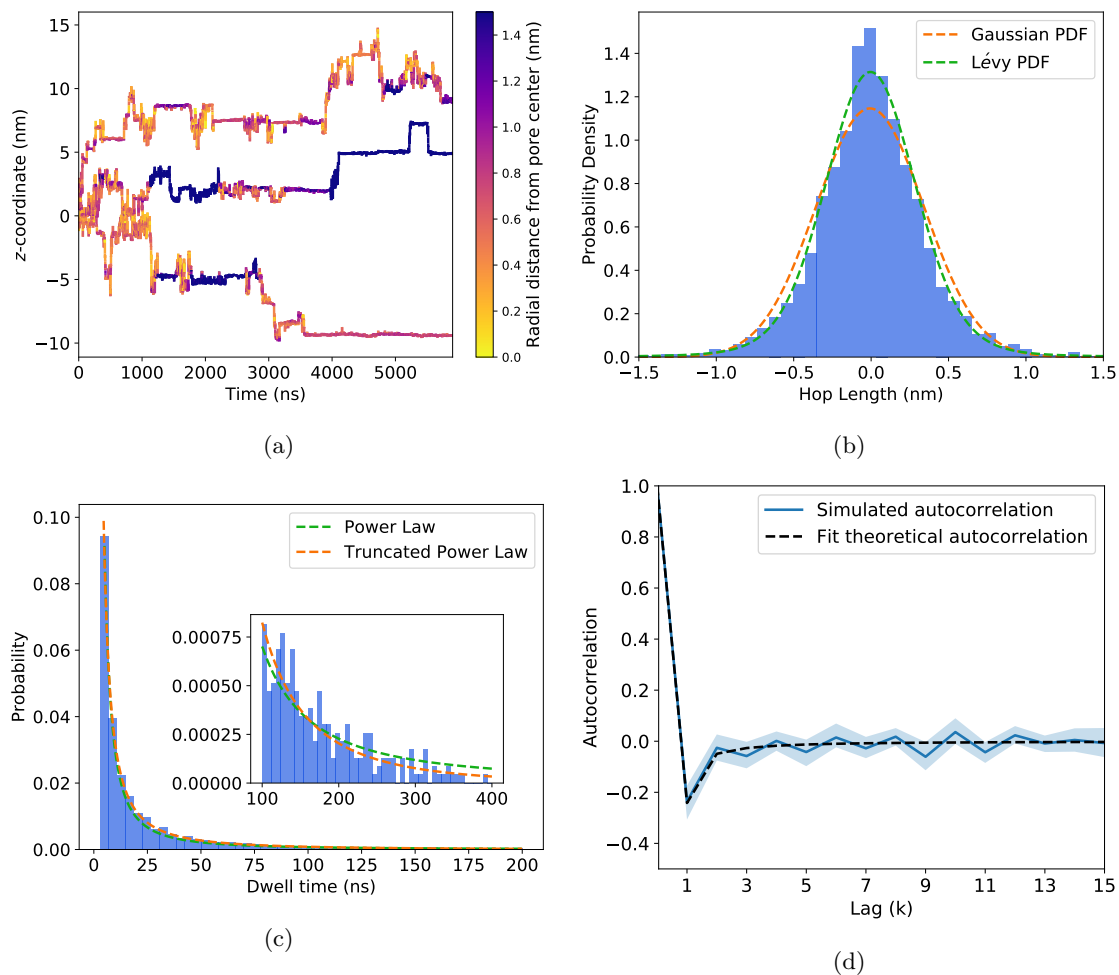 15
10
5
0
−5
−10
z-coordinate (nm)
0 1000 2000 3000 4000 5000
Time (ns)
1.4
1.2
1.0
0.8
0.6
0.4
0.2
0.0
Radial distance from pore center (nm)
(a)
1.4
1.2
1.0
0.8
0.6
0.4
0.2
0.0
Probability Density
Gaussian PDF
Lévy PDF
−1.5 −1.0 −0.5 0.0 0.5 1.0 1.5
Hop Length (nm)
(b)
0.10
0.08
0.06
0.04
0.02
0.00
Probability
Power Law
Truncated Power Law
0.00075
0.00050
0.00025
0.00000
100 200 300 400
0 25 50 75 100 125 150 175 200
Dwell time (ns)
(c)
1.0
0.8
0.6
0.4
0.2
0.0
−0.2
−0.4
Autocorrelation
Simulated autocorrelation
Fit theoretical autocorrelation
1 3 5 7 9 11 13 15
Lag (k)
(d)